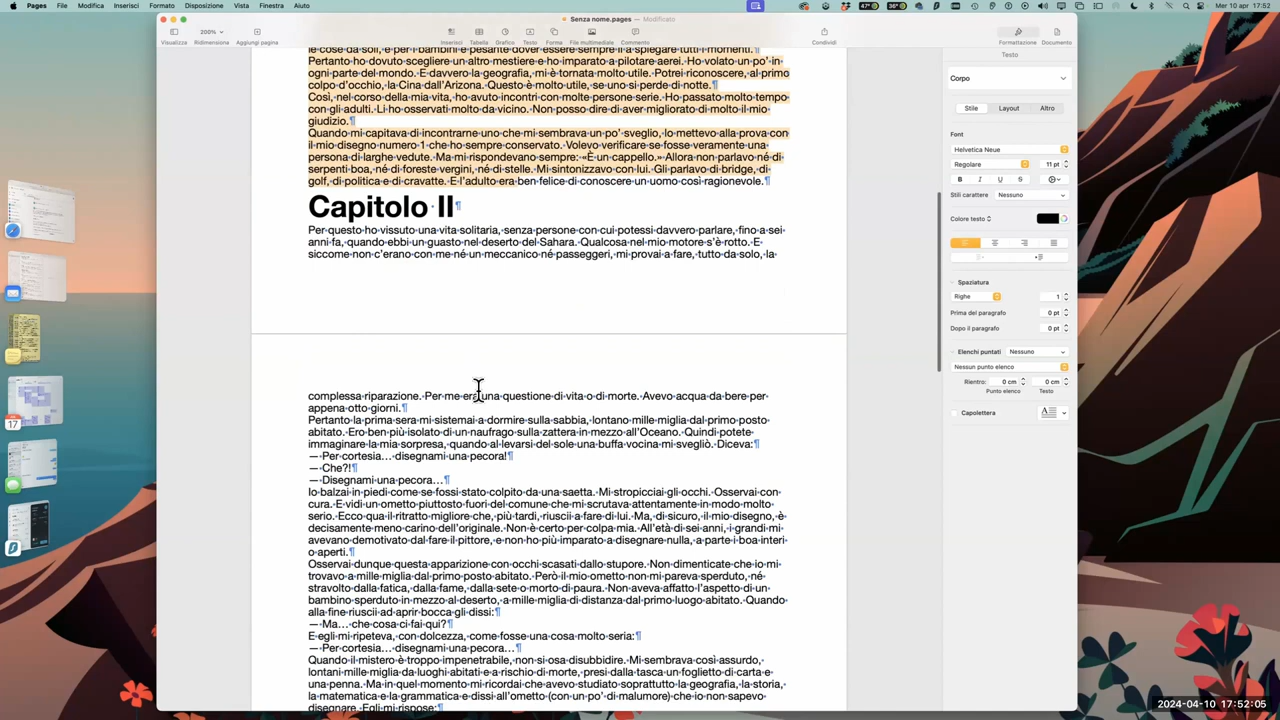 Pages File Modifica Inserisci Formato Disposizione Vista Finestra Aiuto
47° 36° Mer 10 apr 17:52
Senza nome.pages — Modificato
200%
Visualizza Ridimensiona Aggiungi pagina Inserisci Tabella Grafico Testo Forma File multimediale Commento Condividi Formattazione Documento
le·cose·da·soli,·e·per·i·bambini·è·pesante·dover·essere·sempre·lì·a·spiegare·tutti·i·momenti.¶
Pertanto·ho·dovuto·scegliere·un·altro·mestiere·e·ho·imparato·a·pilotare·aerei.·Ho·volato·un·po'·in·
ogni·parte·del·mondo.·E·davvero·la·geografia,·mi·è·tornata·molto·utile.·Potrei·riconoscere,·al·primo·
colpo·d'occhio,·la·Cina·dall'Arizona.·Questo·è·molto·utile,·se·uno·si·perde·di·notte.¶
Così,·nel·corso·della·mia·vita,·ho·avuto·incontri·con·molte·persone·serie.·Ho·passato·molto·tempo·
con·gli·adulti.·Li·ho·osservati·molto·da·vicino.·Non·posso·dire·di·aver·migliorato·di·molto·il·mio·
giudizio.¶
Quando·mi·capitava·di·incontrarne·uno·che·mi·sembrava·un·po'·sveglio,·lo·mettevo·alla·prova·con·
il·mio·disegno·numero·1·che·ho·sempre·conservato.·Volevo·verificare·se·fosse·veramente·una·
persona·di·larghe·vedute.·Ma·mi·rispondevano·sempre:·«È·un·cappello.»·Allora·non·parlavo·né·di·
serpenti·boa,·né·di·foreste·vergini,·né·di·stelle.·Mi·sintonizzavo·con·lui.·Gli·parlavo·di·bridge,·di·
golf,·di·politica·e·di·cravatte.·E·l'adulto·era·ben·felice·di·conoscere·un·uomo·così·ragionevole.¶
Capitolo·II¶
Per·questo·ho·vissuto·una·vita·solitaria,·senza·persone·con·cui·potessi·davvero·parlare,·fino·a·sei·
anni·fa,·quando·ebbi·un·guasto·nel·deserto·del·Sahara.·Qualcosa·nel·mio·motore·s'è·rotto.·E·
siccome·non·c'erano·con·me·né·un·meccanico·né·passeggeri,·mi·provai·a·fare,·tutto·da·solo,·la·
complessa·riparazione.·Per·me·era·una·questione·di·vita·o·di·morte.·Avevo·acqua·da·bere·per·
appena·otto·giorni.¶
Pertanto·la·prima·sera·mi·sistemai·a·dormire·sulla·sabbia,·lontano·mille·miglia·dal·primo·posto·
abitato.·Ero·ben·più·isolato·di·un·naufrago·sulla·zattera·in·mezzo·all'Oceano.·Quindi·potete·
immaginare·la·mia·sorpresa,·quando·al·levarsi·del·sole·una·buffa·vocina·mi·svegliò.·Diceva:¶
—·Per·cortesia…·disegnami·una·pecora!¶
—·Che?!¶
—·Disegnami·una·pecora…¶
Io·balzai·in·piedi·come·se·fossi·stato·colpito·da·una·saetta.·Mi·stropicciai·gli·occhi.·Osservai·con·
cura.·E·vidi·un·ometto·piuttosto·fuori·del·comune·che·mi·scrutava·attentamente·in·modo·molto·
serio.·Ecco·qua·il·ritratto·migliore·che,·più·tardi,·riuscii·a·fare·di·lui.·Ma,·di·sicuro,·il·mio·disegno,·è·
decisamente·meno·carino·dell'originale.·Non·è·certo·per·colpa·mia.·All'età·di·sei·anni,·i·grandi·mi·
avevano·demotivato·dal·fare·il·pittore,·e·non·ho·più·imparato·a·disegnare·nulla,·a·parte·i·boa·interi·
o·aperti.¶
Osservai·dunque·questa·apparizione·con·occhi·scasati·dallo·stupore.·Non·dimenticate·che·io·mi·
trovavo·a·mille·miglia·dal·primo·posto·abitato.·Però·il·mio·ometto·non·mi·pareva·sperduto,·né·
stravolto·dalla·fatica,·dalla·fame,·dalla·sete·o·morto·di·paura.·Non·aveva·affatto·l'aspetto·di·un·
bambino·sperduto·in·mezzo·al·deserto,·a·mille·miglia·di·distanza·dal·primo·luogo·abitato.·Quando·
alla·fine·riuscii·ad·aprir·bocca·gli·dissi:¶
—·Ma…·che·cosa·ci·fai·qui?¶
E·egli·mi·ripeteva,·con·dolcezza,·come·fosse·una·cosa·molto·seria:¶
—·Per·cortesia…·disegnami·una·pecora…¶
Quando·il·mistero·è·troppo·impenetrabile,·non·si·osa·disubbidire.·Mi·sembrava·così·assurdo,·
lontani·mille·miglia·da·luoghi·abitati·e·a·rischio·di·morte,·presi·dalla·tasca·un·foglietto·di·carta·e·
una·penna.·Ma·in·quel·momento·mi·ricordai·che·avevo·studiato·soprattutto·la·geografia,·la·storia,·
la·matematica·e·la·grammatica·e·dissi·all'ometto·(con·un·po'·di·malumore)·che·io·non·sapevo·
disegnare.·Egli·mi·rispose:¶
Testo
Corpo
Stile Layout Altro
Font
Helvetica Neue
Regolare 11 pt
B I U S
Stili carattere Nessuno
Colore testo
Spaziatura
Righe 1
Prima del paragrafo 0 pt
Dopo il paragrafo 0 pt
Elenchi puntati Nessuno
Nessun punto elenco
Rientro: 0 cm 0 cm
Punto elenco Testo
Capolettera
17
2024-04-10 17:52:05